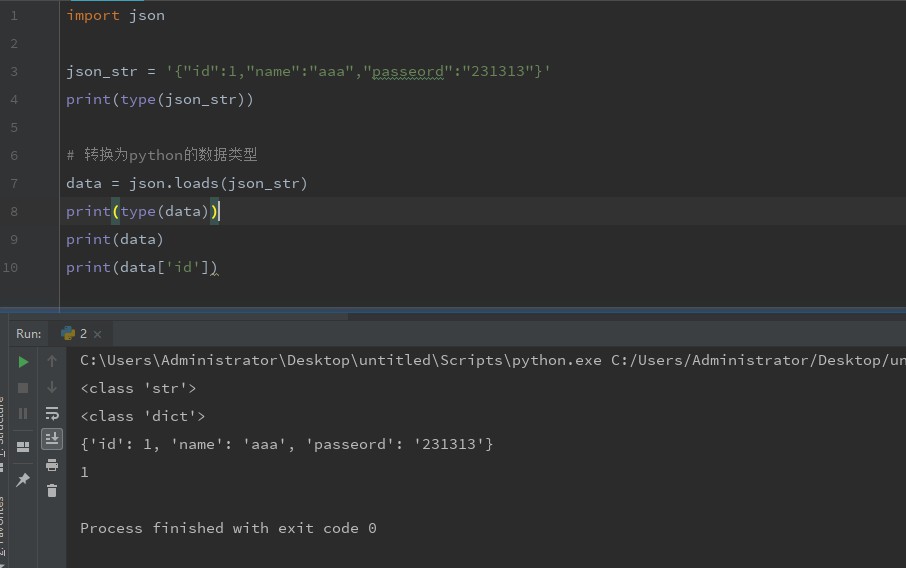 1 import json
2
3 json_str = '{"id":1,"name":"aaa","passeord":"231313"}'
4 print(type(json_str))
5
6 # 转换为python的数据类型
7 data = json.loads(json_str)
8 print(type(data))
9 print(data)
10 print(data['id'])
Run: 2 ×
C:\Users\Administrator\Desktop\untitled\Scripts\python.exe C:/Users/Administrator/Desktop/un
<class 'str'>
<class 'dict'>
{'id': 1, 'name': 'aaa', 'passeord': '231313'}
1
Process finished with exit code 0